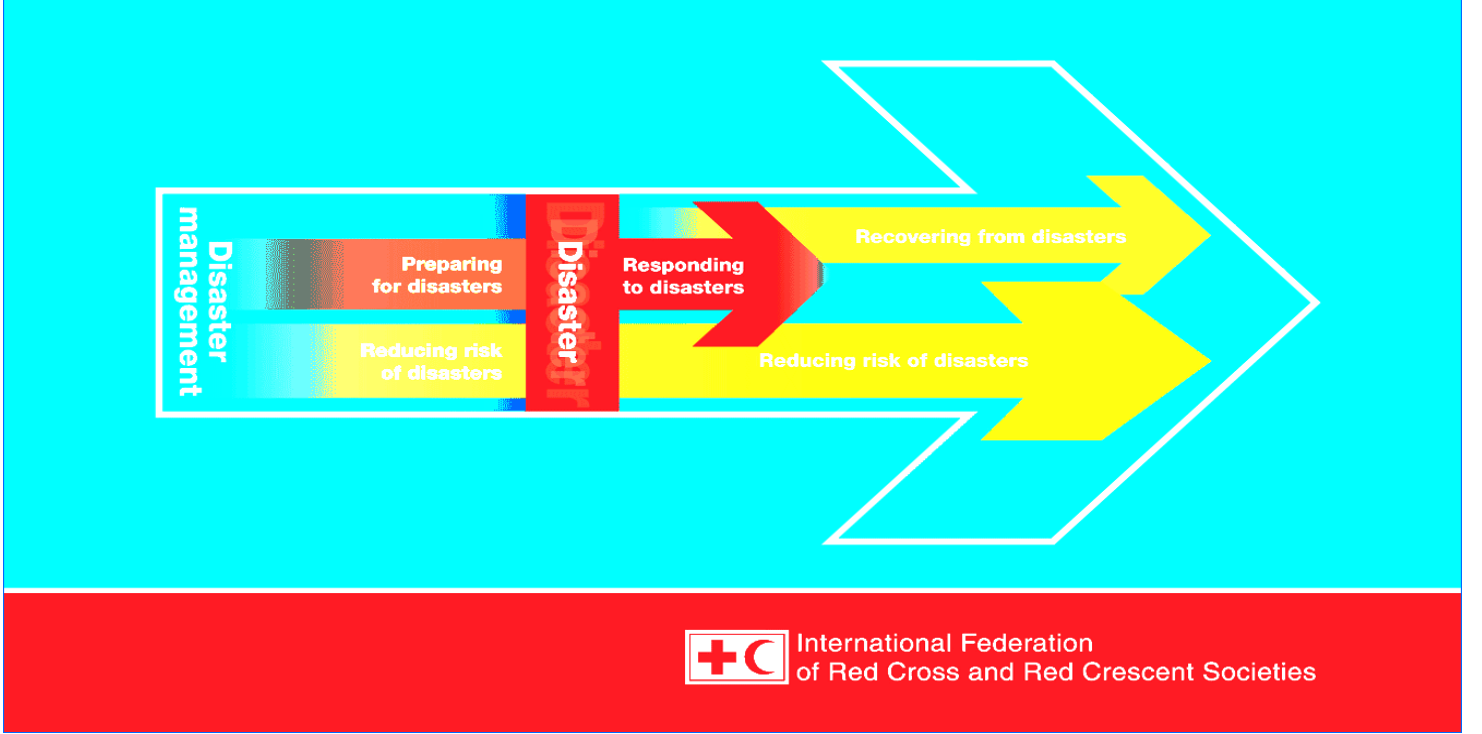 Disaster
management
Preparing
for disasters
Reducing risk
of disasters
Disaster
Disaster
Responding
to disasters
Recovering from disasters
Reducing risk of disasters
International Federation
of Red Cross and Red Crescent Societies